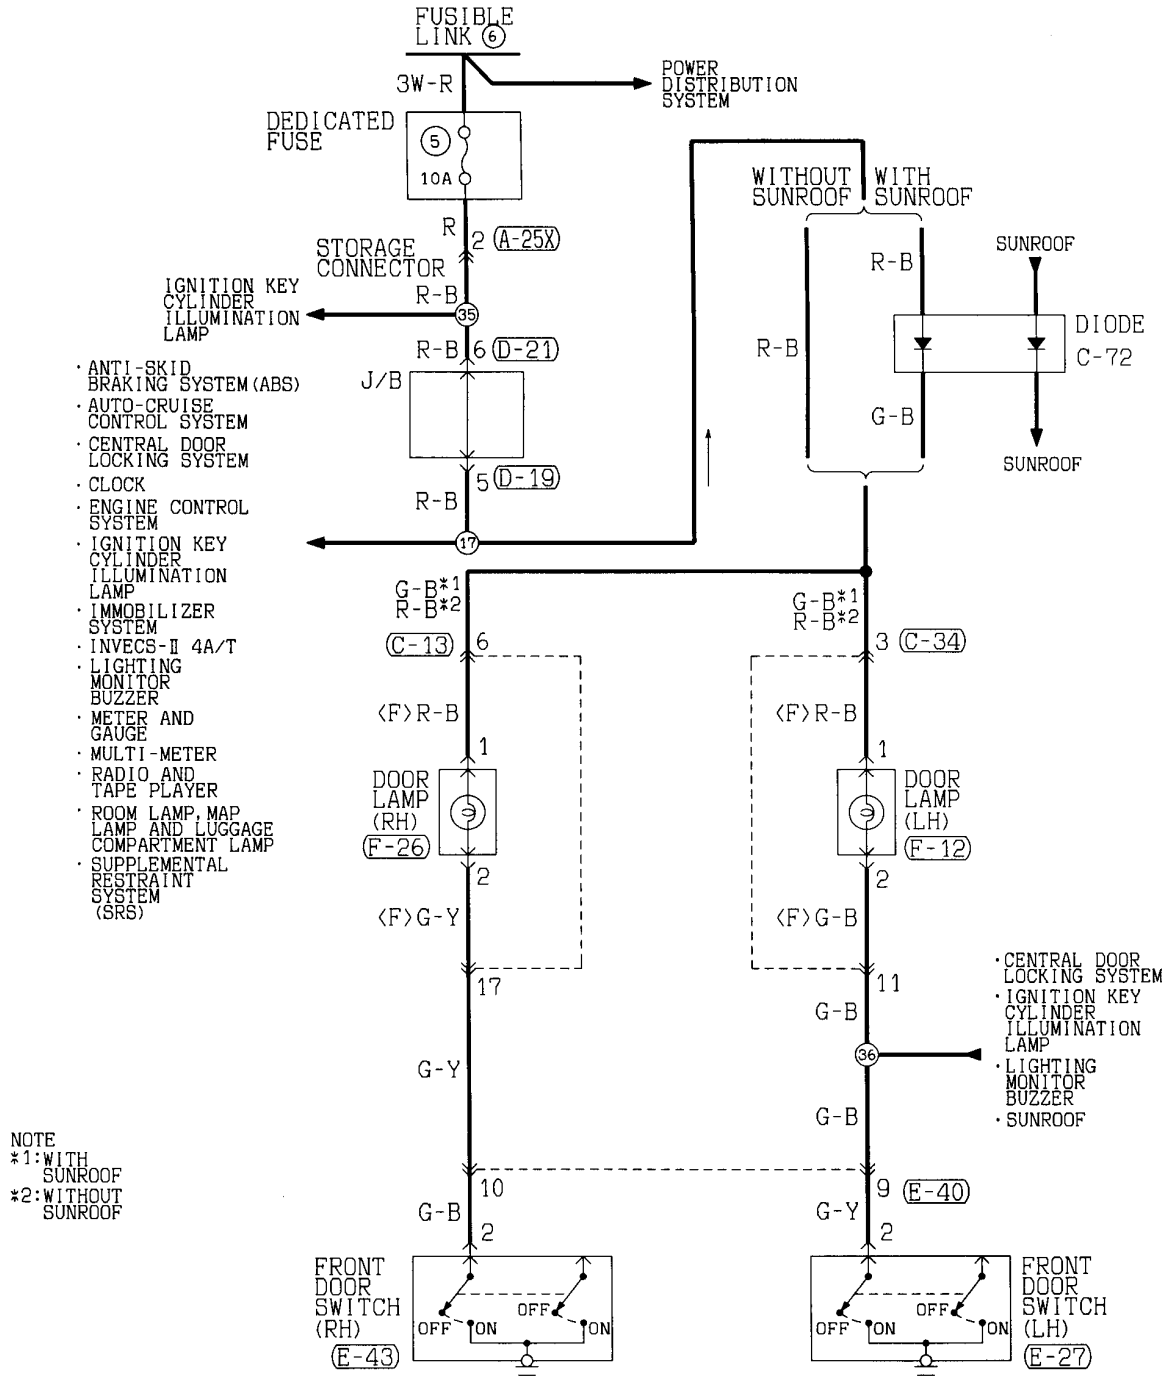 FUSIBLE
LINK ⑥
3W-R
POWER
DISTRIBUTION
SYSTEM
DEDICATED
FUSE
⑤
10A
R
2
A-25X
STORAGE
CONNECTOR
R-B
35
IGNITION KEY
CYLINDER
ILLUMINATION
LAMP
R-B
6
D-21
J/B
5
D-19
R-B
17
WITHOUT
SUNROOF
WITH
SUNROOF
R-B
R-B
SUNROOF
DIODE
C-72
G-B
SUNROOF
· ANTI-SKID
BRAKING SYSTEM(ABS)
· AUTO-CRUISE
CONTROL SYSTEM
· CENTRAL DOOR
LOCKING SYSTEM
· CLOCK
· ENGINE CONTROL
SYSTEM
· IGNITION KEY
CYLINDER
ILLUMINATION
LAMP
· IMMOBILIZER
SYSTEM
· INVECS-Ⅱ 4A/T
· LIGHTING
MONITOR
BUZZER
· METER AND
GAUGE
· MULTI-METER
· RADIO AND
TAPE PLAYER
· ROOM LAMP, MAP
LAMP AND LUGGAGE
COMPARTMENT LAMP
· SUPPLEMENTAL
RESTRAINT
SYSTEM
(SRS)
G-B*1
R-B*2
C-13
6
G-B*1
R-B*2
3
C-34
<F>R-B
1
<F>R-B
1
DOOR
LAMP
(RH)
F-26
DOOR
LAMP
(LH)
F-12
2
<F>G-Y
17
2
<F>G-B
11
G-B
36
· CENTRAL DOOR
LOCKING SYSTEM
· IGNITION KEY
CYLINDER
ILLUMINATION
LAMP
· LIGHTING
MONITOR
BUZZER
· SUNROOF
G-Y
G-B
NOTE
*1:WITH
SUNROOF
*2:WITHOUT
SUNROOF
10
G-B
2
9
E-40
G-Y
2
FRONT
DOOR
SWITCH
(RH)
E-43
OFF
ON
OFF
ON
OFF
ON
OFF
ON
FRONT
DOOR
SWITCH
(LH)
E-27